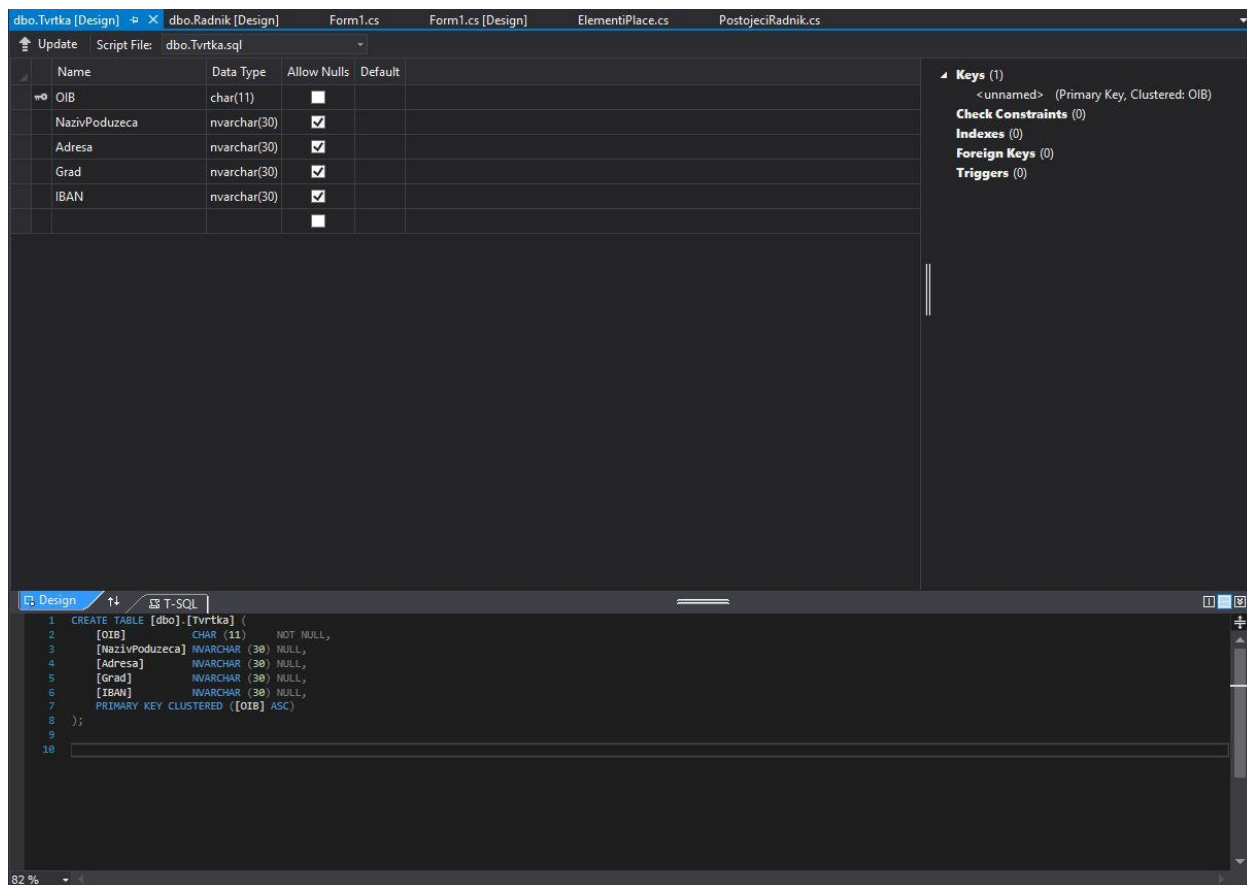 dbo.Tvrtka [Design] dbo.Radnik [Design] Form1.cs Form1.cs [Design] ElementiPlace.cs PostojeciRadnik.cs
Update Script File: dbo.Tvrtka.sql
Name Data Type Allow Nulls Default
OIB char(11)
NazivPoduzeca nvarchar(30)
Adresa nvarchar(30)
Grad nvarchar(30)
IBAN nvarchar(30)
Keys (1)
<unnamed> (Primary Key, Clustered: OIB)
Check Constraints (0)
Indexes (0)
Foreign Keys (0)
Triggers (0)
Design T-SQL
1 CREATE TABLE [dbo].[Tvrtka] (
2 [OIB] CHAR (11) NOT NULL,
3 [NazivPoduzeca] NVARCHAR (30) NULL,
4 [Adresa] NVARCHAR (30) NULL,
5 [Grad] NVARCHAR (30) NULL,
6 [IBAN] NVARCHAR (30) NULL,
7 PRIMARY KEY CLUSTERED ([OIB] ASC)
8 );
9
10
82 %